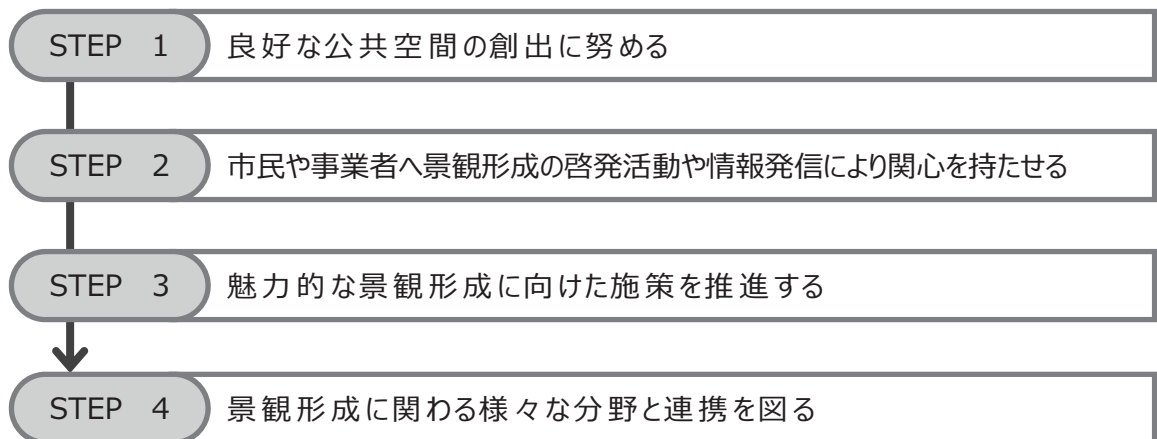 STEP 1 良好な公共空間の創出に努める
STEP 2 市民や事業者へ景観形成の啓発活動や情報発信により関心を持たせる
STEP 3 魅力的な景観形成に向けた施策を推進する
STEP 4 景観形成に関わる様々な分野と連携を図る